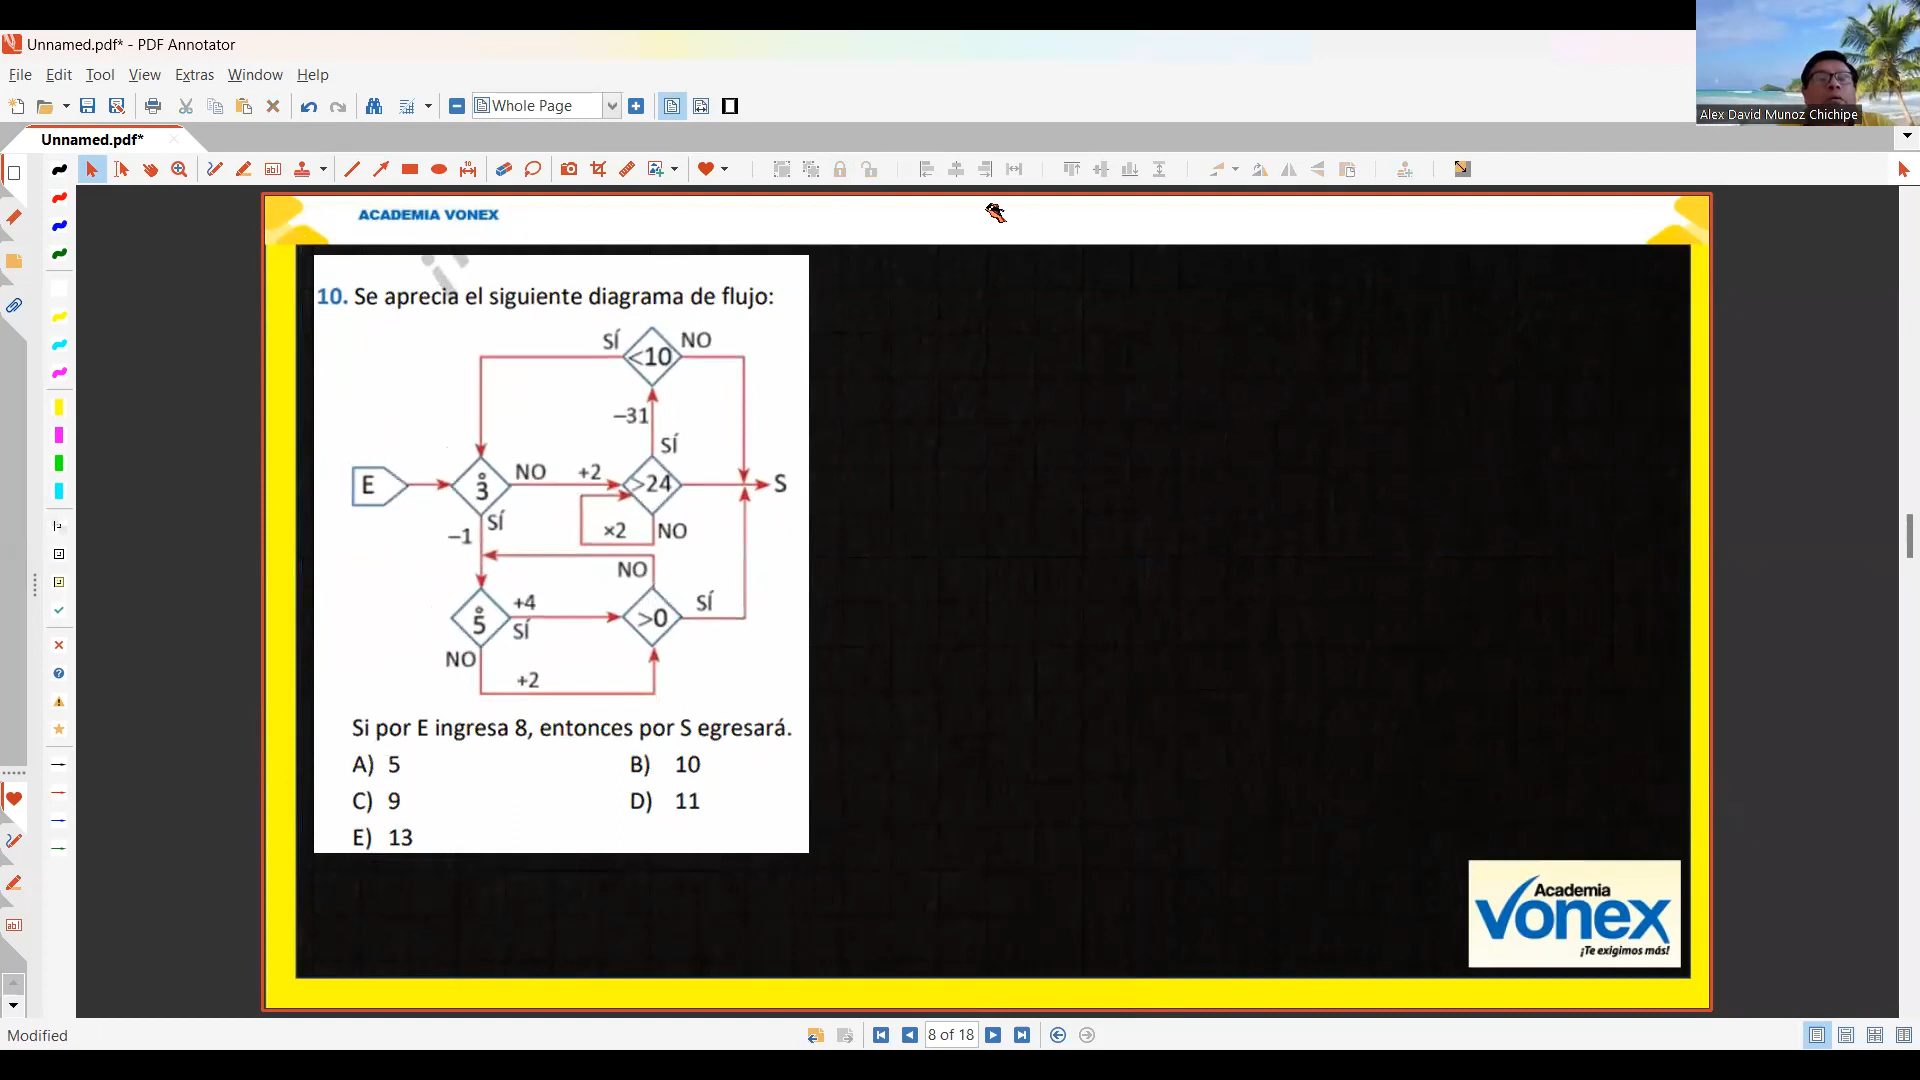 Unnamed.pdf* - PDF Annotator
File Edit Tool View Extras Window Help
Whole Page
Alex David Munoz Chichipe
Unnamed.pdf*
ACADEMIA VONEX
10. Se aprecia el siguiente diagrama de flujo:
SÍ <10 NO
–31
SÍ
E 3̊ NO +2 >24 S
SÍ ×2 NO
–1
NO
5̊ +4 SÍ >0 SÍ
NO
+2
Si por E ingresa 8, entonces por S egresará.
A) 5 B) 10
C) 9 D) 11
E) 13
Academia
vonex
¡Te exigimos más!
Modified
8 of 18